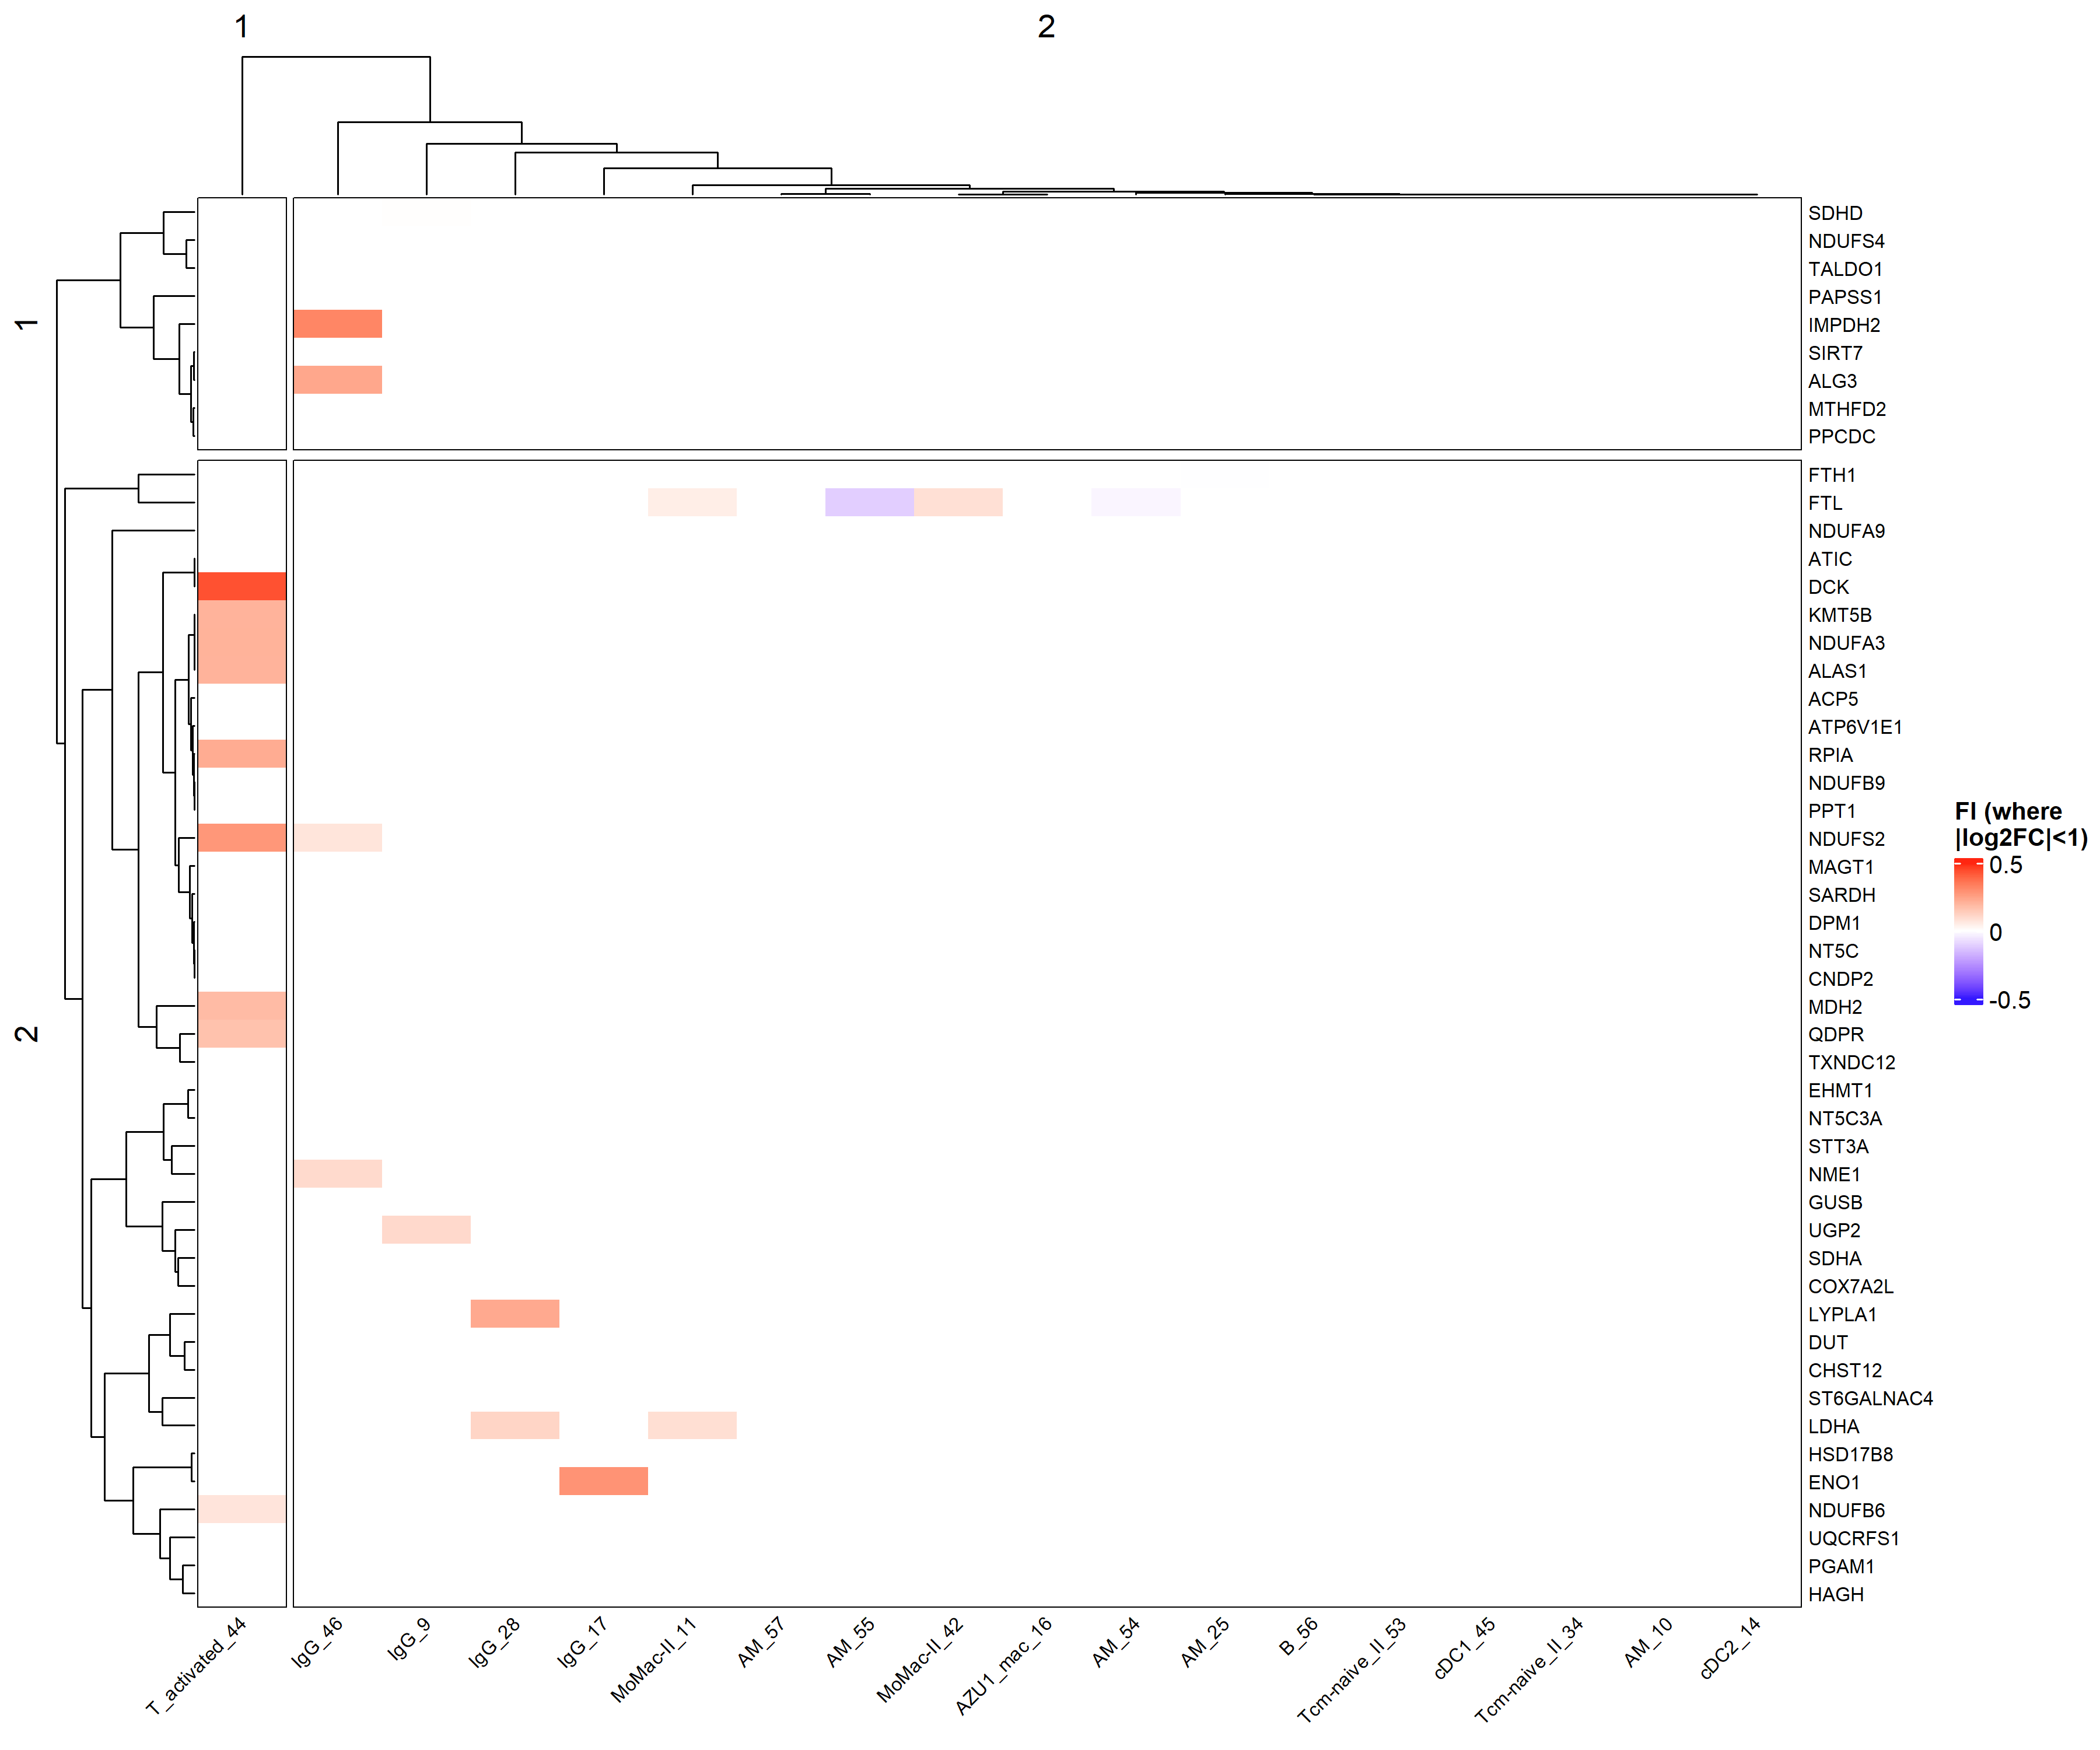 1
2
1
2
SDHD
NDUFS4
TALDO1
PAPSS1
IMPDH2
SIRT7
ALG3
MTHFD2
PPCDC
FTH1
FTL
NDUFA9
ATIC
DCK
KMT5B
NDUFA3
ALAS1
ACP5
ATP6V1E1
RPIA
NDUFB9
PPT1
NDUFS2
MAGT1
SARDH
DPM1
NT5C
CNDP2
MDH2
QDPR
TXNDC12
EHMT1
NT5C3A
STT3A
NME1
GUSB
UGP2
SDHA
COX7A2L
LYPLA1
DUT
CHST12
ST6GALNAC4
LDHA
HSD17B8
ENO1
NDUFB6
UQCRFS1
PGAM1
HAGH
T_activated_44
IgG_46
IgG_9
IgG_28
IgG_17
MoMac-II_11
AM_57
AM_55
MoMac-II_42
AZU1_mac_16
AM_54
AM_25
B_56
Tcm-naive_II_53
cDC1_45
Tcm-naive_II_34
AM_10
cDC2_14
FI (where
|log2FC|<1)
0.5
0
-0.5